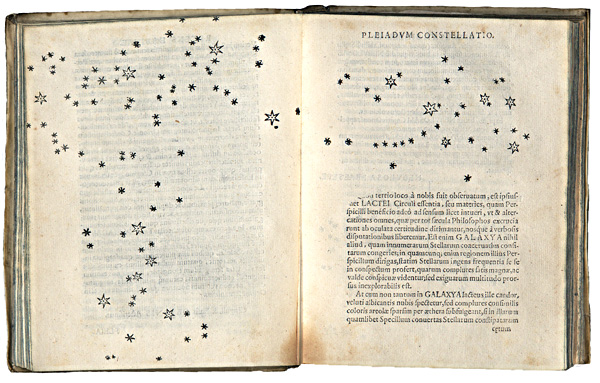 PLEIADVM CONSTELLATIO.
Quod tertio loco à nobis fuit obseruatum, est ipsius-
met LACTEI Circuli essentia, seu materies, quam Per-
spicilli beneficio adeò ad sensum licet intueri, vt & alter-
cationes omnes, quæ per tot sæcula Philosophos excrucia
runt ab oculata certitudine dirimantur, nosque à verbosis
disputationibus liberemur. Est enim GALAXYA nihil
aliud, quam innumerarum Stellarum coaceruatim consi-
tarum congeries; in quamcunq; enim regionem illius Per-
spicillum dirigas, statim Stellarum ingens frequentia se se
in conspectum profert, quarum complures satis magnæ, ac
valde conspicuæ videntur; sed exiguarum multitudo pror-
sus inexplorabilis est.
At cum non tantum in GALAXYA lacteus ille candor,
veluti albicantis nubis spectetur, sed complures consimilis
coloris areolæ sparsim per æthera subfulgeant, si in illarum
quamlibet Specillum conuertas Stellarum constipatarum
cętum